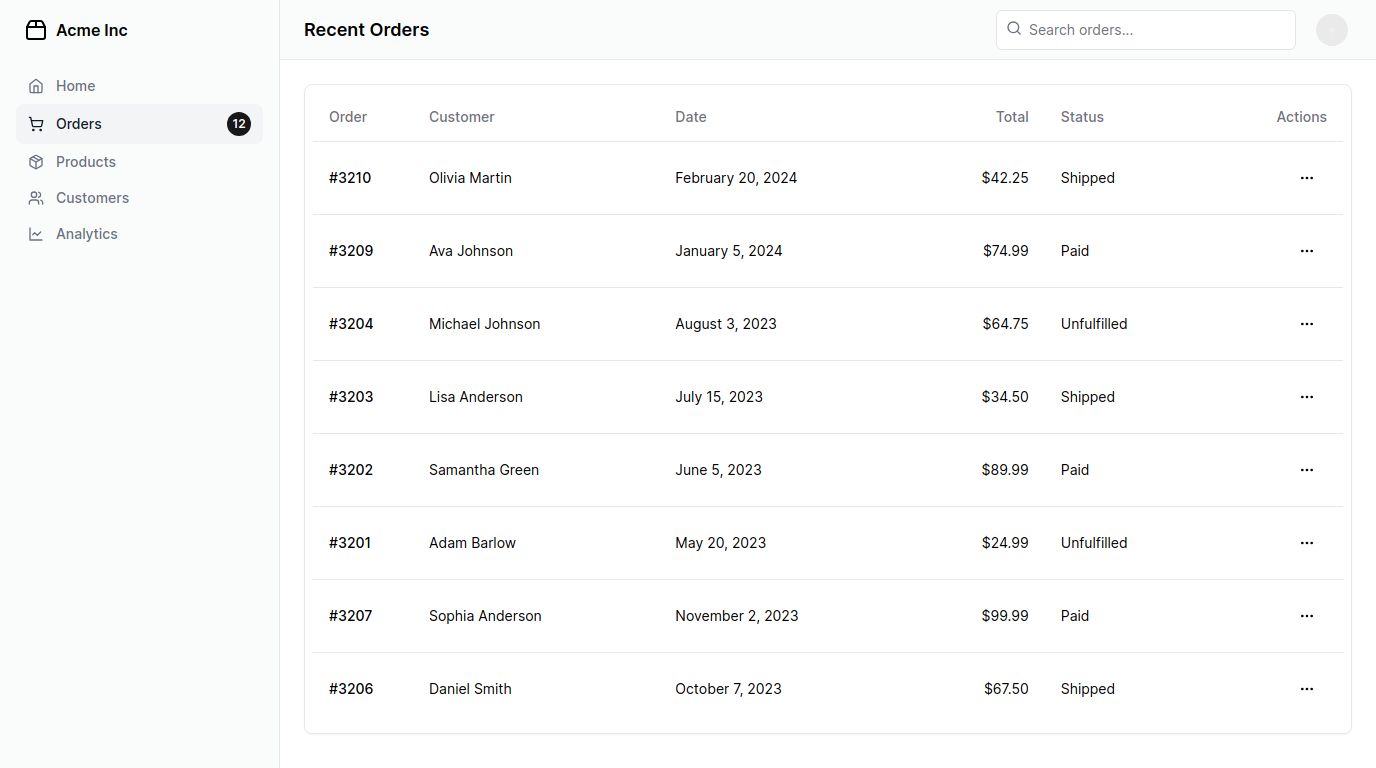 Acme Inc
Home
Orders 12
Products
Customers
Analytics
Recent Orders
Search orders...
Order Customer Date Total Status Actions
#3210 Olivia Martin February 20, 2024 $42.25 Shipped
#3209 Ava Johnson January 5, 2024 $74.99 Paid
#3204 Michael Johnson August 3, 2023 $64.75 Unfulfilled
#3203 Lisa Anderson July 15, 2023 $34.50 Shipped
#3202 Samantha Green June 5, 2023 $89.99 Paid
#3201 Adam Barlow May 20, 2023 $24.99 Unfulfilled
#3207 Sophia Anderson November 2, 2023 $99.99 Paid
#3206 Daniel Smith October 7, 2023 $67.50 Shipped